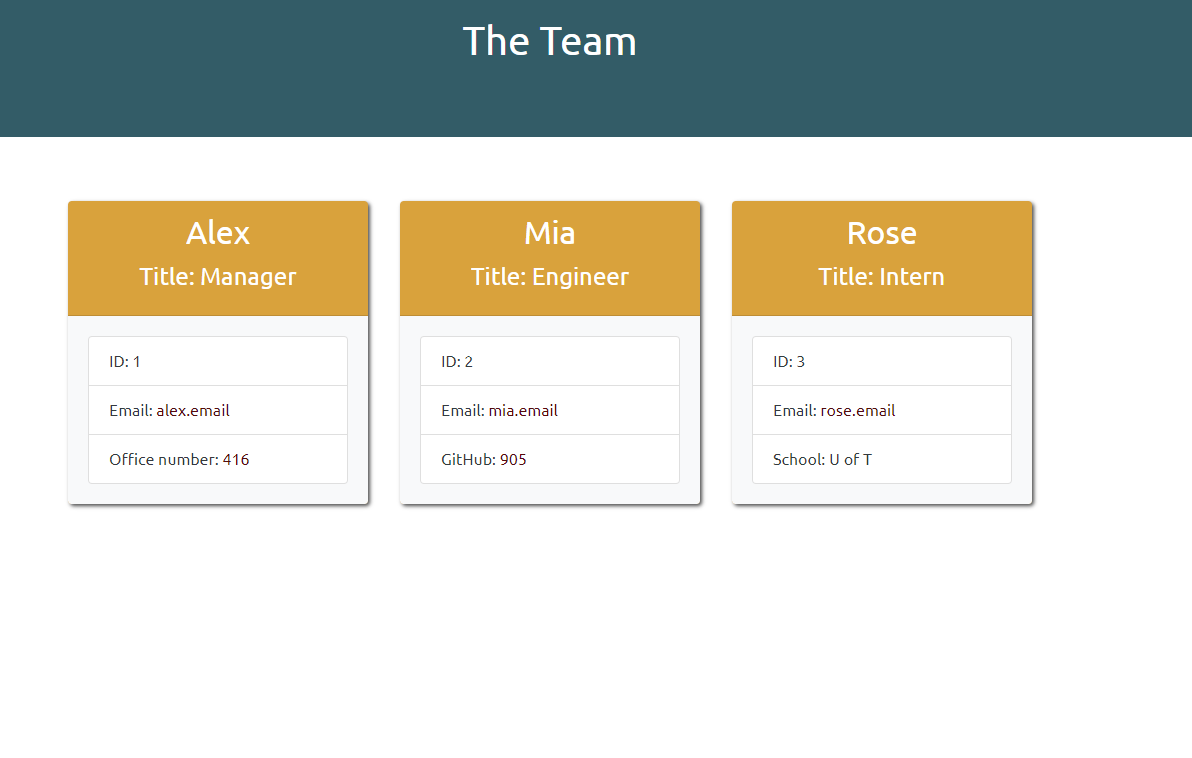 The Team
Alex
Title: Manager
ID: 1
Email: alex.email
Office number: 416
Mia
Title: Engineer
ID: 2
Email: mia.email
GitHub: 905
Rose
Title: Intern
ID: 3
Email: rose.email
School: U of T